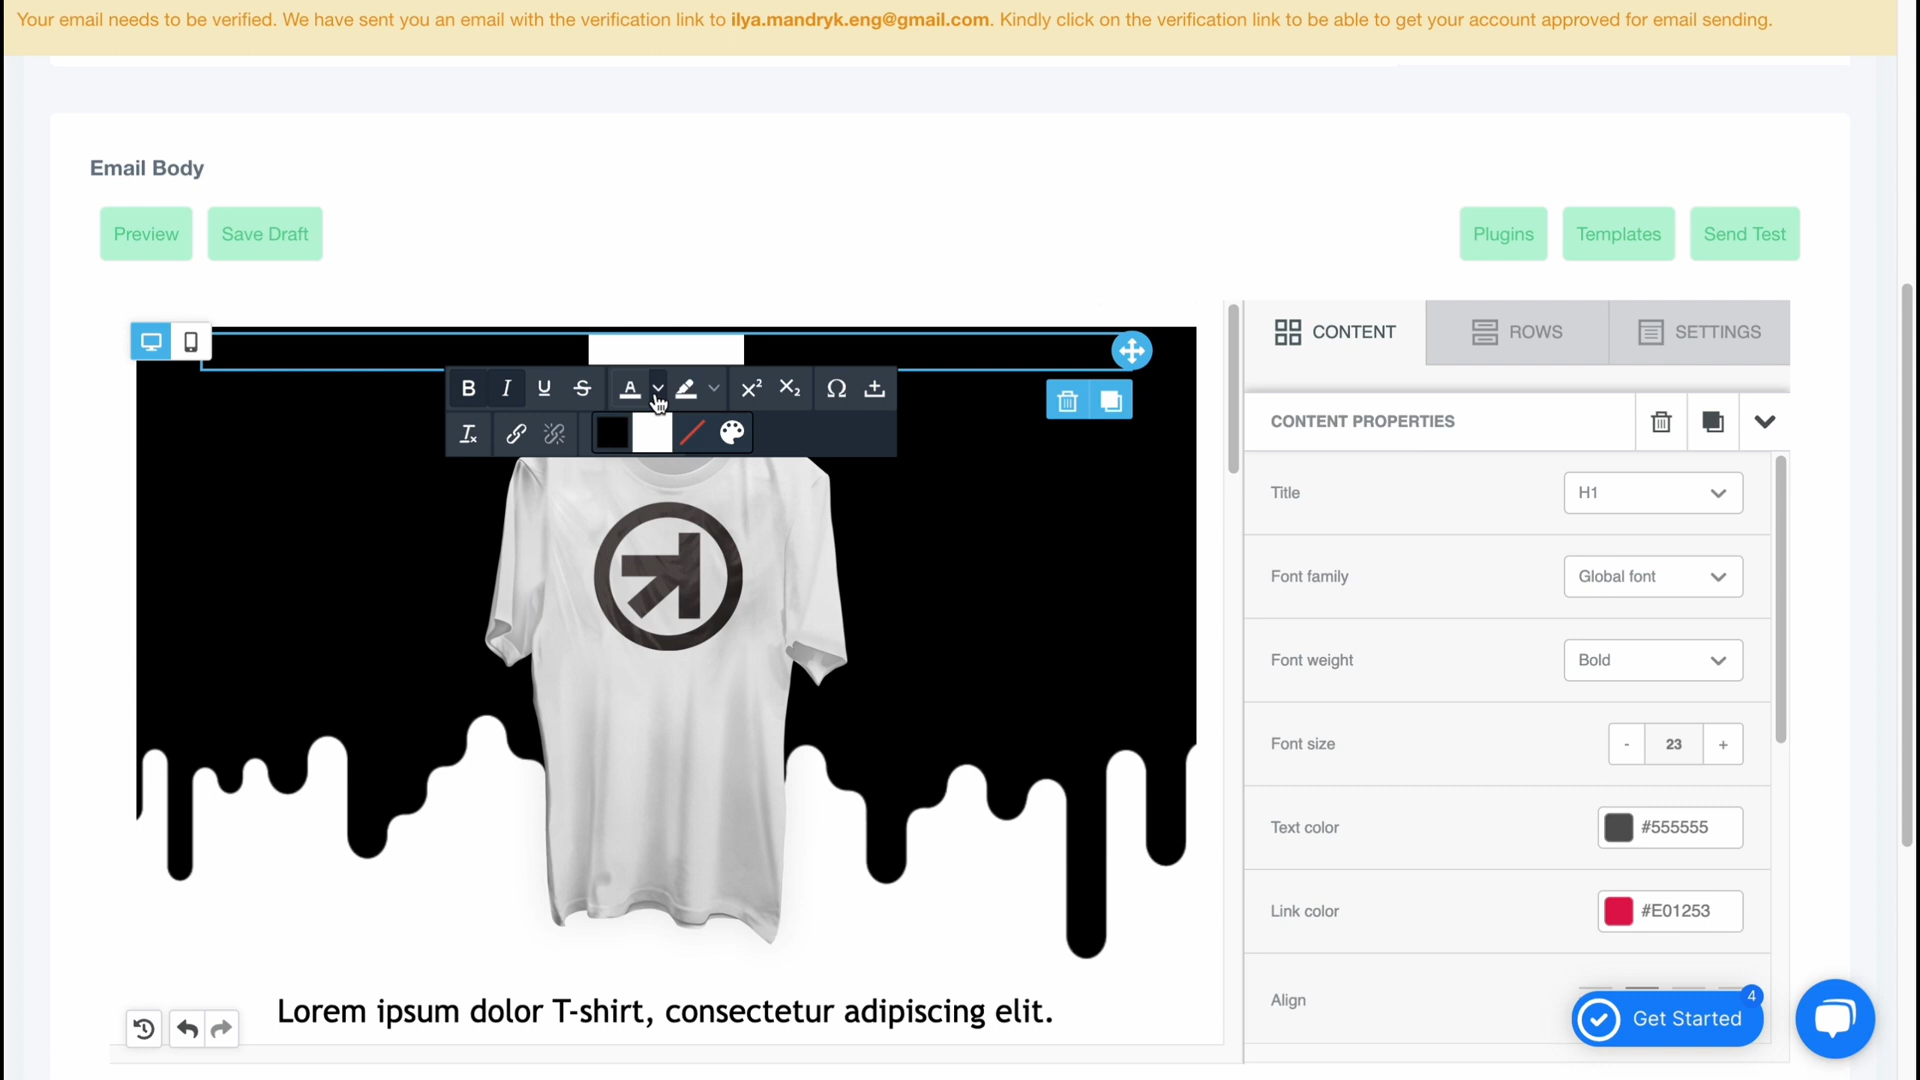 Your email needs to be verified. We have sent you an email with the verification link to ilya.mandryk.eng@gmail.com. Kindly click on the verification link to be able to get your account approved for email sending.
Email Body
Preview
Save Draft
Plugins
Templates
Send Test
CONTENT
ROWS
SETTINGS
B I U S A X² X₂ Ω
CONTENT PROPERTIES
Title
H1
Font family
Global font
Font weight
Bold
Font size
- 23 +
Text color
#555555
Link color
#E01253
Align
4
Get Started
Lorem ipsum dolor T-shirt, consectetur adipiscing elit.